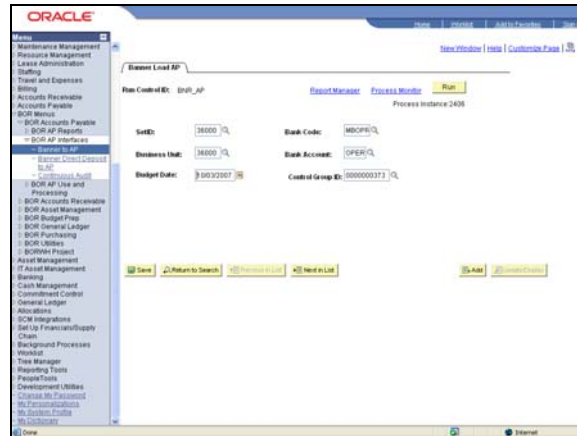 ORACLE
Home | Worklist | Add to Favorites | Sign
Menu
New Window | Help | Customize Page
Maintenance Management
Resource Management
Lease Administration
Staffing
Travel and Expenses
Billing
Accounts Receivable
Accounts Payable
BOR Menus
BOR Accounts Payable
BOR AP Reports
BOR AP Interfaces
Banner to AP
Banner Direct Deposit
to AP
Continuous Audit
BOR AP Use and
Processing
BOR Accounts Receivable
BOR Asset Management
BOR Budget Prep
BOR General Ledger
BOR Purchasing
BOR Utilities
BORWH Project
Asset Management
IT Asset Management
Banking
Cash Management
Commitment Control
General Ledger
Allocations
SCM Integrations
Set Up Financials/Supply
Chain
Background Processes
Worklist
Tree Manager
Reporting Tools
PeopleTools
Development Utilities
Change My Password
My Personalizations
My System Profile
My Dictionary
Banner Load AP
Run Control ID: BNR_AP Report Manager Process Monitor Run
Process Instance:2406
SetID: 36000 Bank Code: MBOPR
Business Unit: 36000 Bank Account: OPER
Budget Date: 10/03/2007 Control Group ID: 0000000373
Save Return to Search Previous in List Next in List Add Update/Display
Done Internet